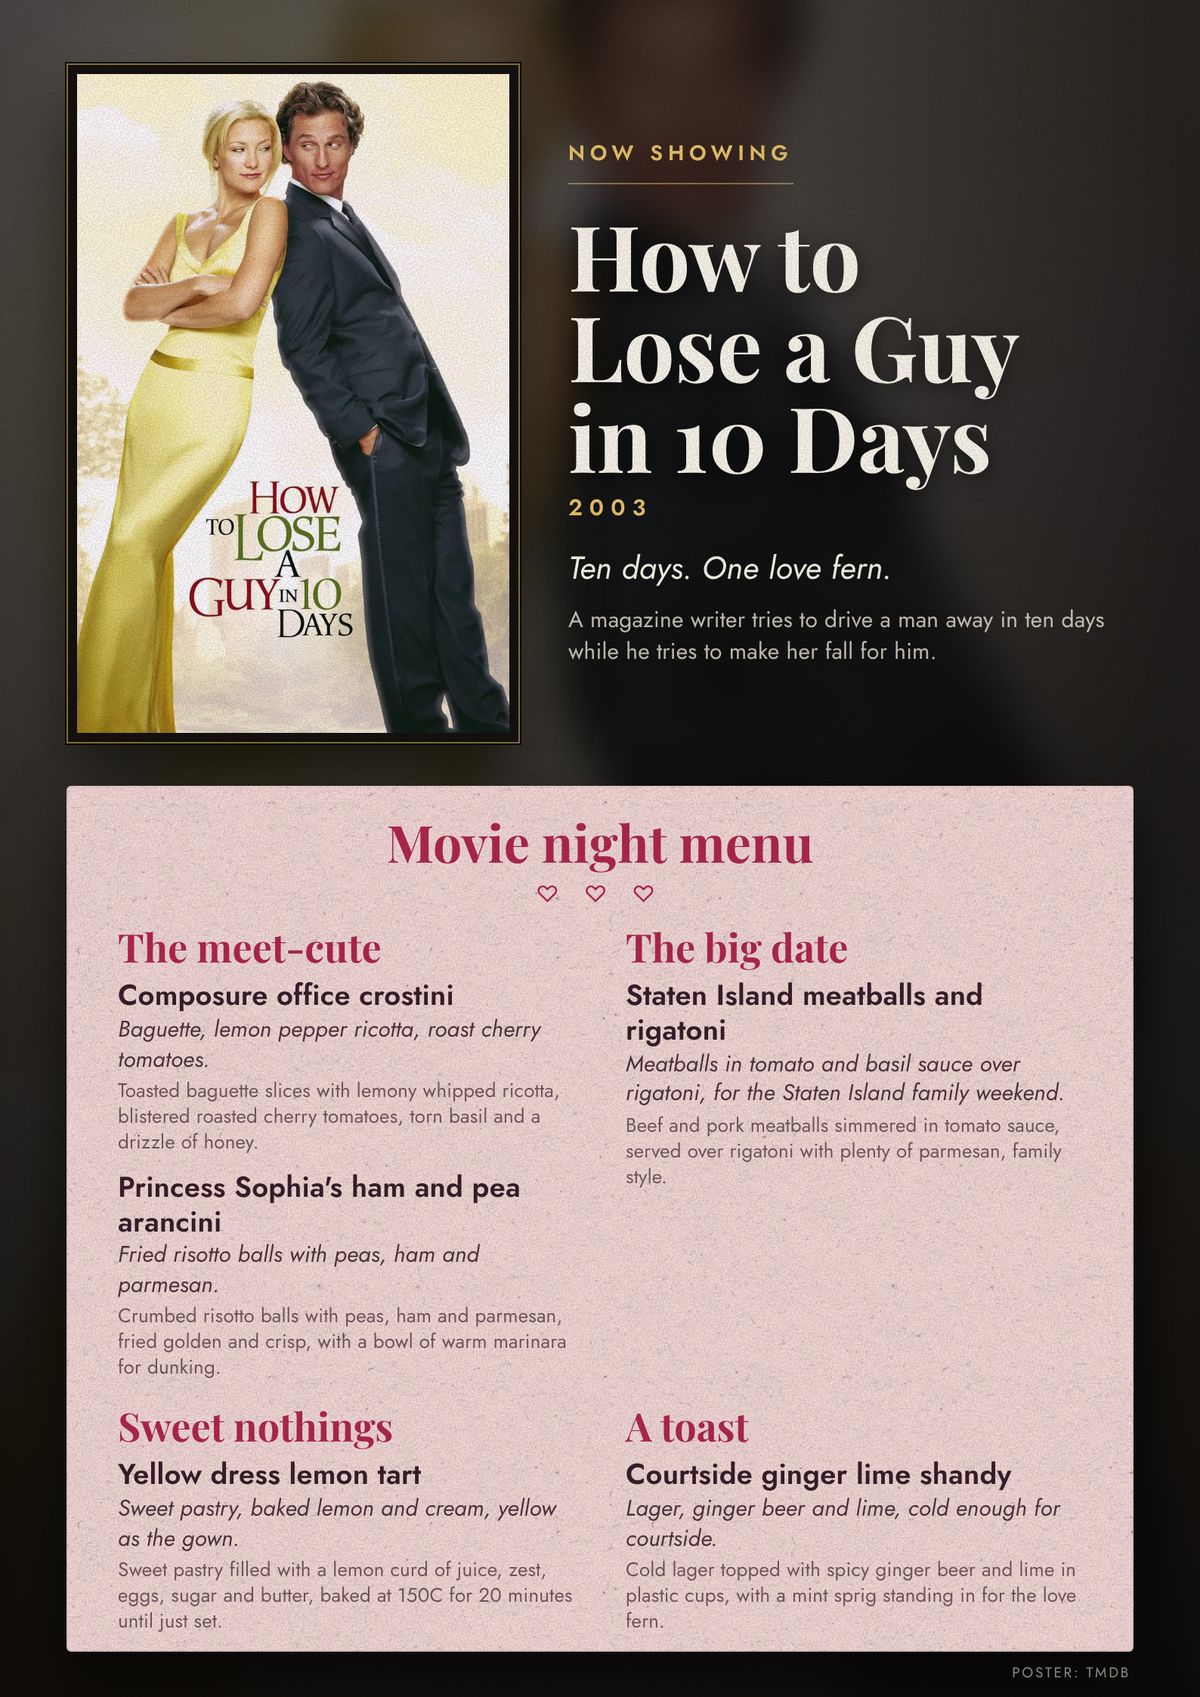 HOW
TO LOSE
A
GUY IN 10
DAYS
NOW SHOWING
How to
Lose a Guy
in 10 Days
2003
Ten days. One love fern.
A magazine writer tries to drive a man away in ten days
while he tries to make her fall for him.
Movie night menu
The meet-cute
Composure office crostini
Baguette, lemon pepper ricotta, roast cherry
tomatoes.
Toasted baguette slices with lemony whipped ricotta,
blistered roasted cherry tomatoes, torn basil and a
drizzle of honey.
Princess Sophia's ham and pea
arancini
Fried risotto balls with peas, ham and
parmesan.
Crumbed risotto balls with peas, ham and parmesan,
fried golden and crisp, with a bowl of warm marinara
for dunking.
The big date
Staten Island meatballs and
rigatoni
Meatballs in tomato and basil sauce over
rigatoni, for the Staten Island family weekend.
Beef and pork meatballs simmered in tomato sauce,
served over rigatoni with plenty of parmesan, family
style.
Sweet nothings
Yellow dress lemon tart
Sweet pastry, baked lemon and cream, yellow
as the gown.
Sweet pastry filled with a lemon curd of juice, zest,
eggs, sugar and butter, baked at 150C for 20 minutes
until just set.
A toast
Courtside ginger lime shandy
Lager, ginger beer and lime, cold enough for
courtside.
Cold lager topped with spicy ginger beer and lime in
plastic cups, with a mint sprig standing in for the love
fern.
POSTER: TMDB